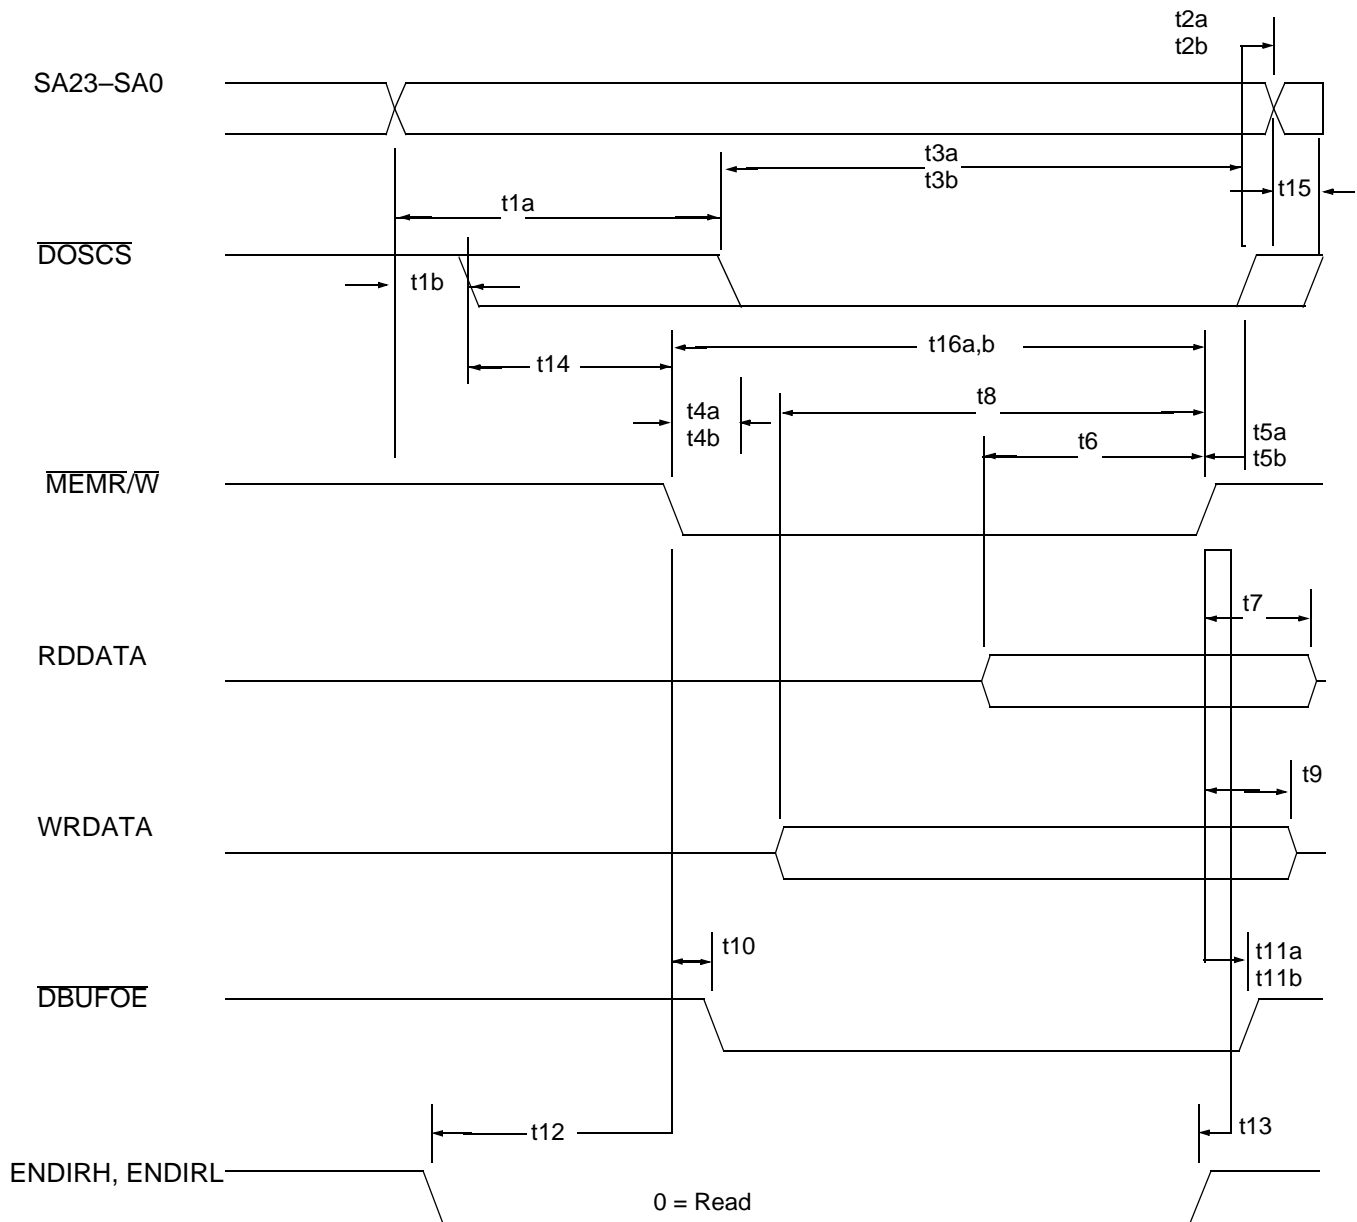 t2a
t2b
SA23–SA0
t3a
t3b
t15
t1a
DOSCS
t1b
t16a,b
t14
t8
t4a
t4b
t6
t5a
t5b
MEMR/W
t7
RDDATA
t9
WRDATA
t10
t11a
t11b
DBUFOE
t12
t13
ENDIRH, ENDIRL
0 = Read